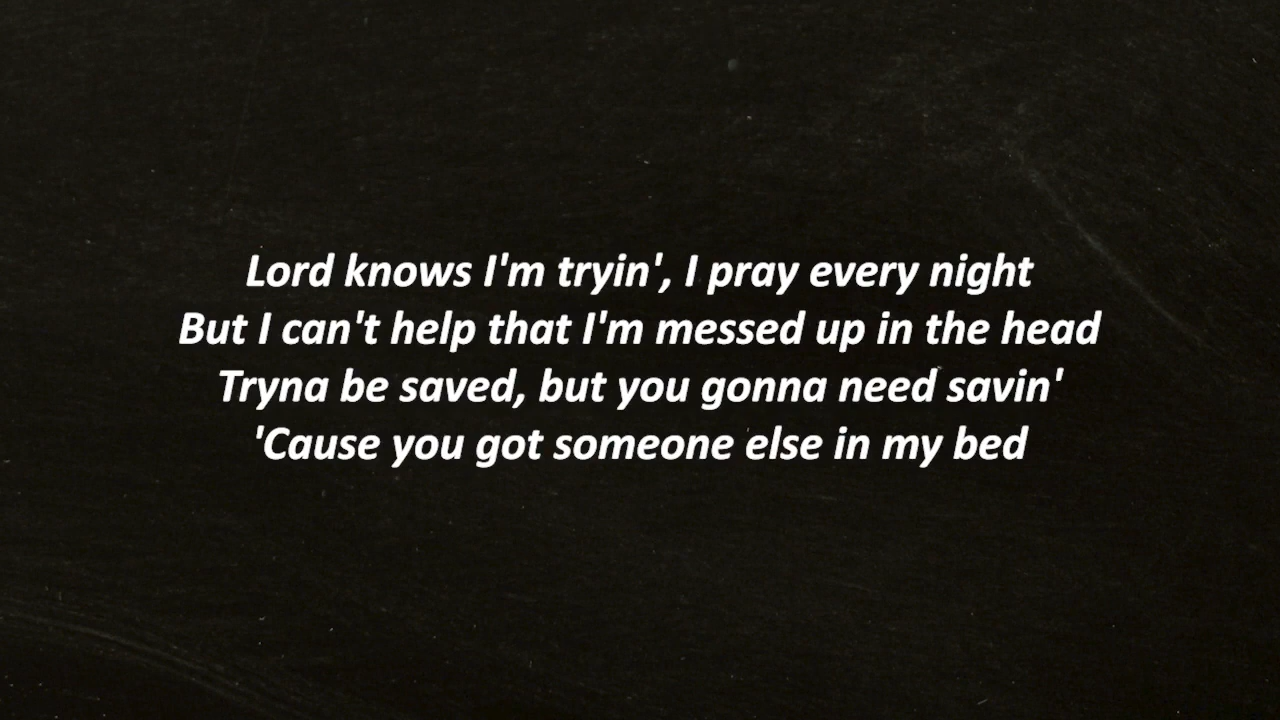 Lord knows I'm tryin', I pray every night
But I can't help that I'm messed up in the head
Tryna be saved, but you gonna need savin'
'Cause you got someone else in my bed